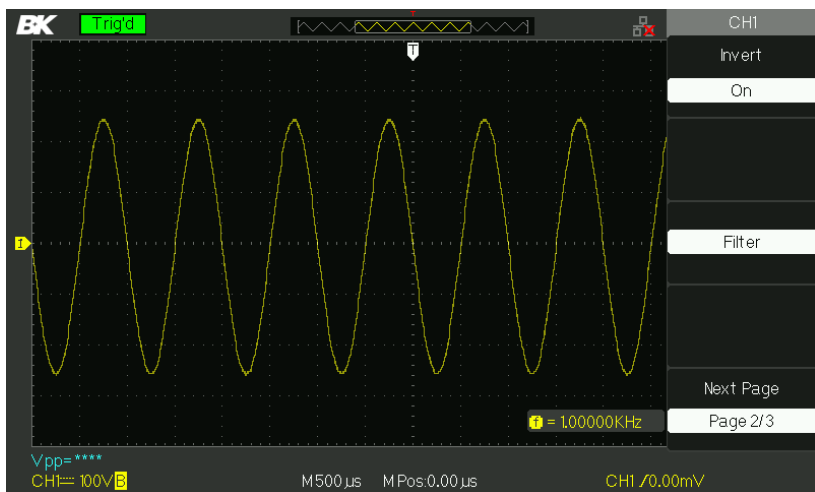 BK Trig'd CH1
T
Invert
On
Filter
Next Page
Page 2/3
f = 1.00000KHz
Vpp=****
CH1 100V B M500μs M Pos:0.00μs CH1 /0.00mV